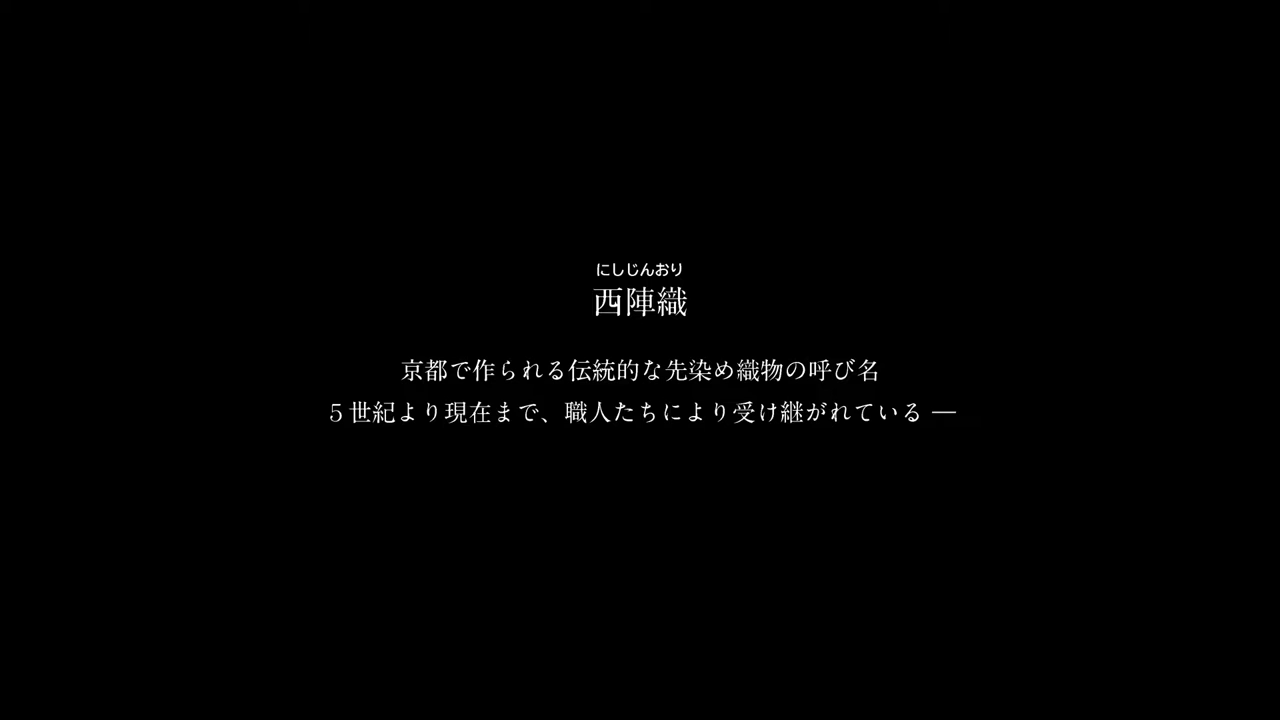 にしじんおり
西陣織
京都で作られる伝統的な先染め織物の呼び名
５世紀より現在まで、職人たちにより受け継がれている ―